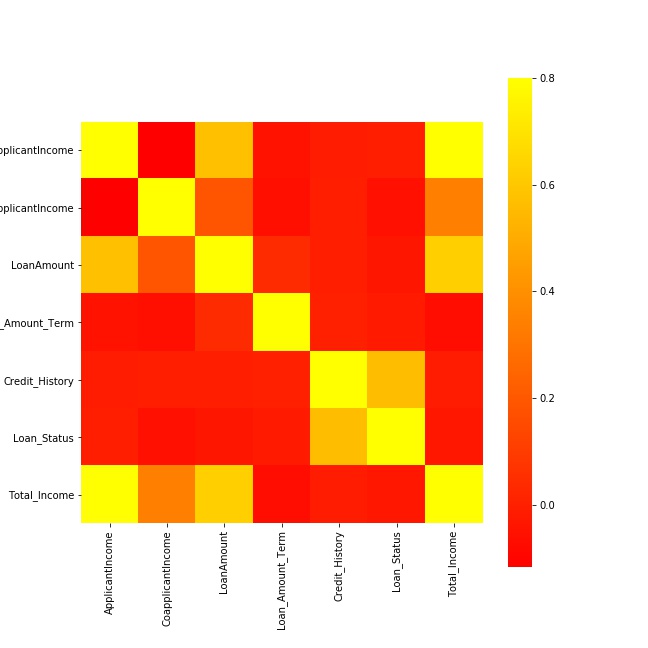 0.8
pplicantIncome
pplicantIncome
0.6
LoanAmount
0.4
_Amount_Term
Credit_History
0.2
Loan_Status
Total_Income
0.0
ApplicantIncome
CoapplicantIncome
LoanAmount
Loan_Amount_Term
Credit_History
Loan_Status
Total_Income